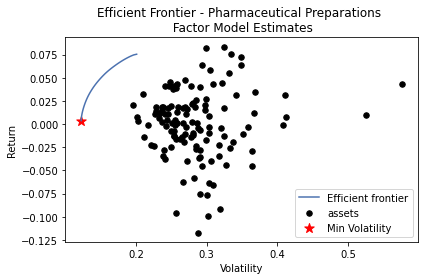 Efficient Frontier - Pharmaceutical Preparations
Factor Model Estimates
0.075
0.050
0.025
0.000
−0.025
−0.050
−0.075
−0.100
−0.125
Return
0.2
0.3
0.4
0.5
Volatility
Efficient frontier
assets
Min Volatility